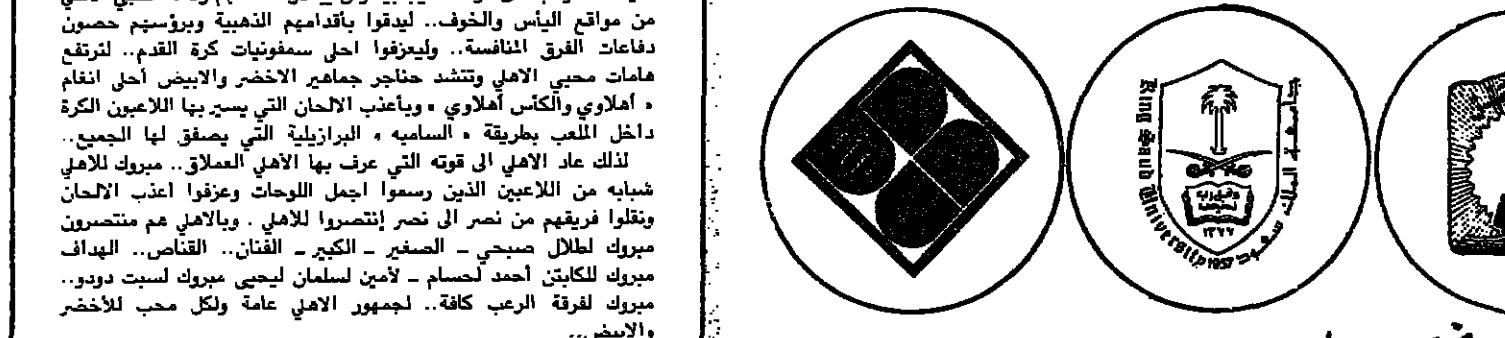 من مواقع اليأس والخوف.. ليدقوا بأقدامهم الذهبية وبرؤسهم حصون
دفاعات الفرق المنافسة.. وليعزفوا احلى سمفونيات كرة القدم.. لترتفع
هامات محبي الاهلي وتنشد حناجر جماهير الاخضر والابيض أحلى انغام
« أهلاوي والكأس أهلاوي » وبأعذب الالحان التي يسير بها اللاعبون الكرة
داخل الملعب بطريقة « السامبه » البرازيلية التي يصفق لها الجميع..
لذلك عاد الاهلي الى قوته التي عرف بها الأهلي العملاق.. مبروك للاهلي
شبابه من اللاعبين الذين رسموا اجمل اللوحات وعزفوا اعذب الالحان
ونقلوا فريقهم من نصر الى نصر إنتصروا للاهلي . وبالاهلي هم منتصرون
مبروك لطلال صبحي ـ الصغير ـ الكبير ـ الفنان.. القناص.. الهداف
مبروك للكابتن أحمد لحسام ـ لأمين لسلمان ليحيى مبروك لسبت دودو..
مبروك لفرقة الرعب كافة.. لجمهور الاهلي عامة ولكل محب للأخضر
والابيض..
جامعة الملك سعود
١٣٧٧
King Saud University 1957